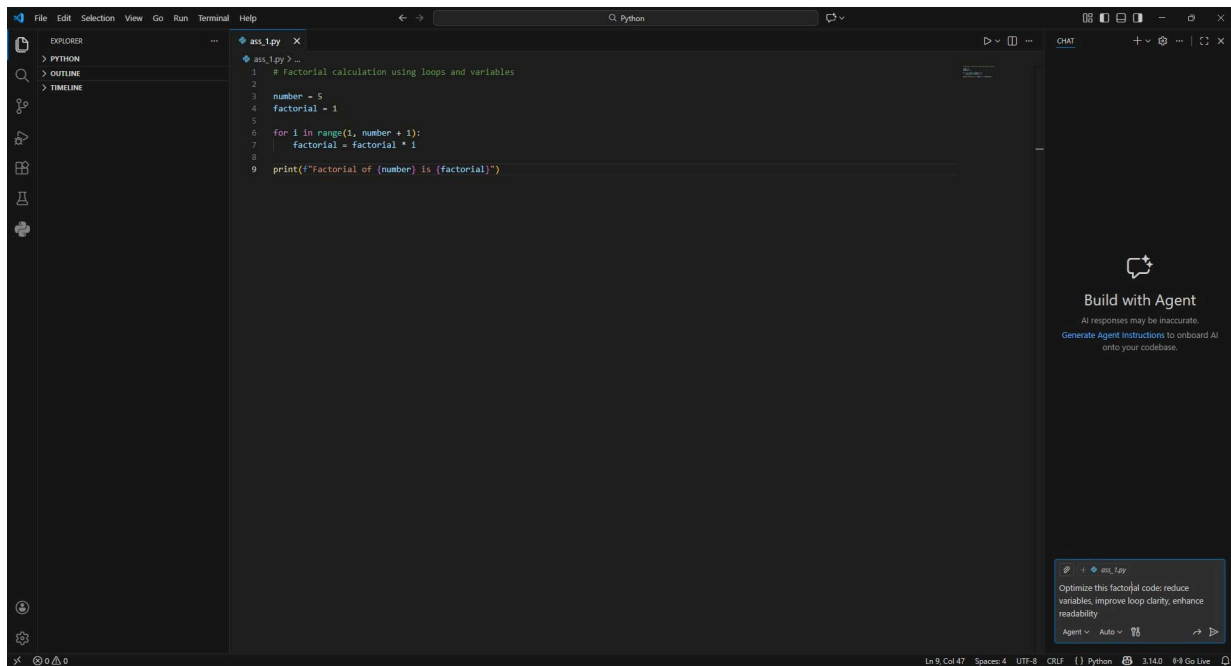 File Edit Selection View Go Run Terminal Help
Python
EXPLORER
PYTHON
OUTLINE
TIMELINE
ass_1.py
ass_1.py > ...
1 # Factorial calculation using loops and variables
2
3 number = 5
4 factorial = 1
5
6 for i in range(1, number + 1):
7 factorial = factorial * i
8
9 print(f"Factorial of {number} is {factorial}")
CHAT
Build with Agent
AI responses may be inaccurate.
Generate Agent Instructions to onboard AI
onto your codebase.
ass_1.py
Optimize this factorial code: reduce
variables, improve loop clarity, enhance
readability
Agent Auto
0 0 Ln 9, Col 47 Spaces: 4 UTF-8 CRLF {} Python 3.14.0 Go Live